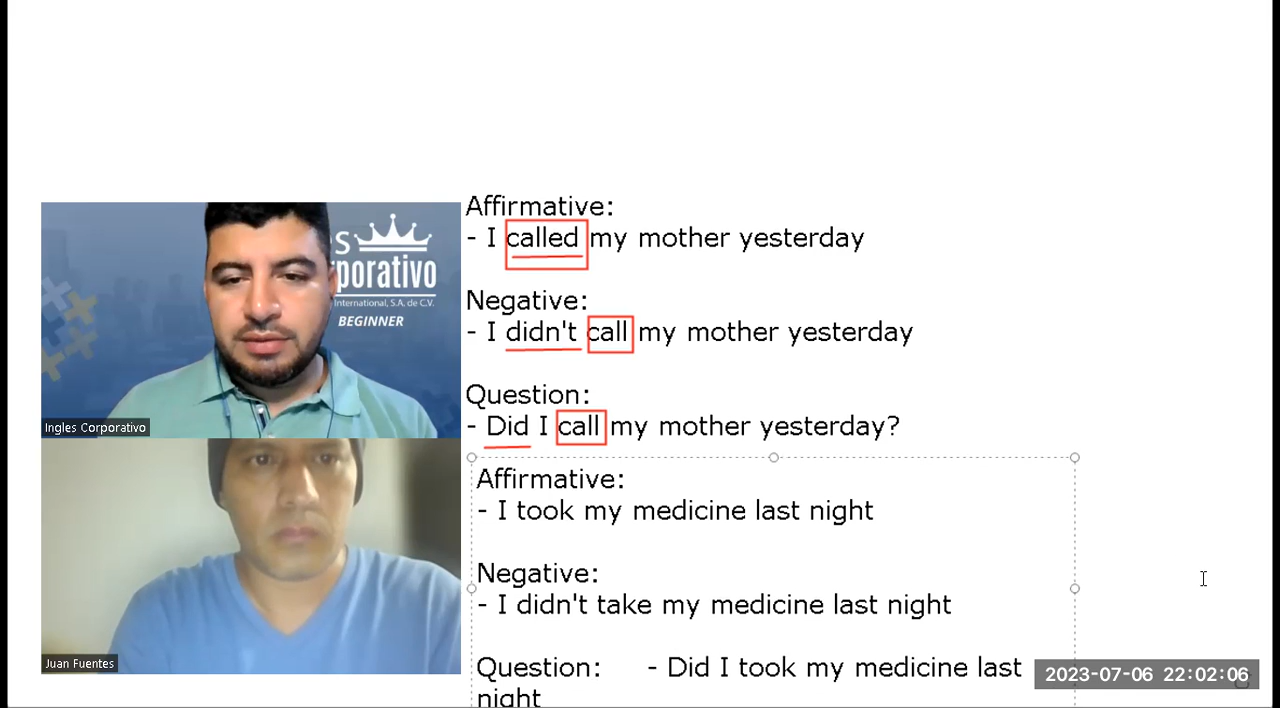 Affirmative:
- I called my mother yesterday
Negative:
- I didn't call my mother yesterday
Question:
- Did I call my mother yesterday?
Affirmative:
- I took my medicine last night
Negative:
- I didn't take my medicine last night
Question: - Did I took my medicine last
night
es
rporativo
International, S.A. de C.V.
BEGINNER
Ingles Corporativo
Juan Fuentes
2023-07-06 22:02:06